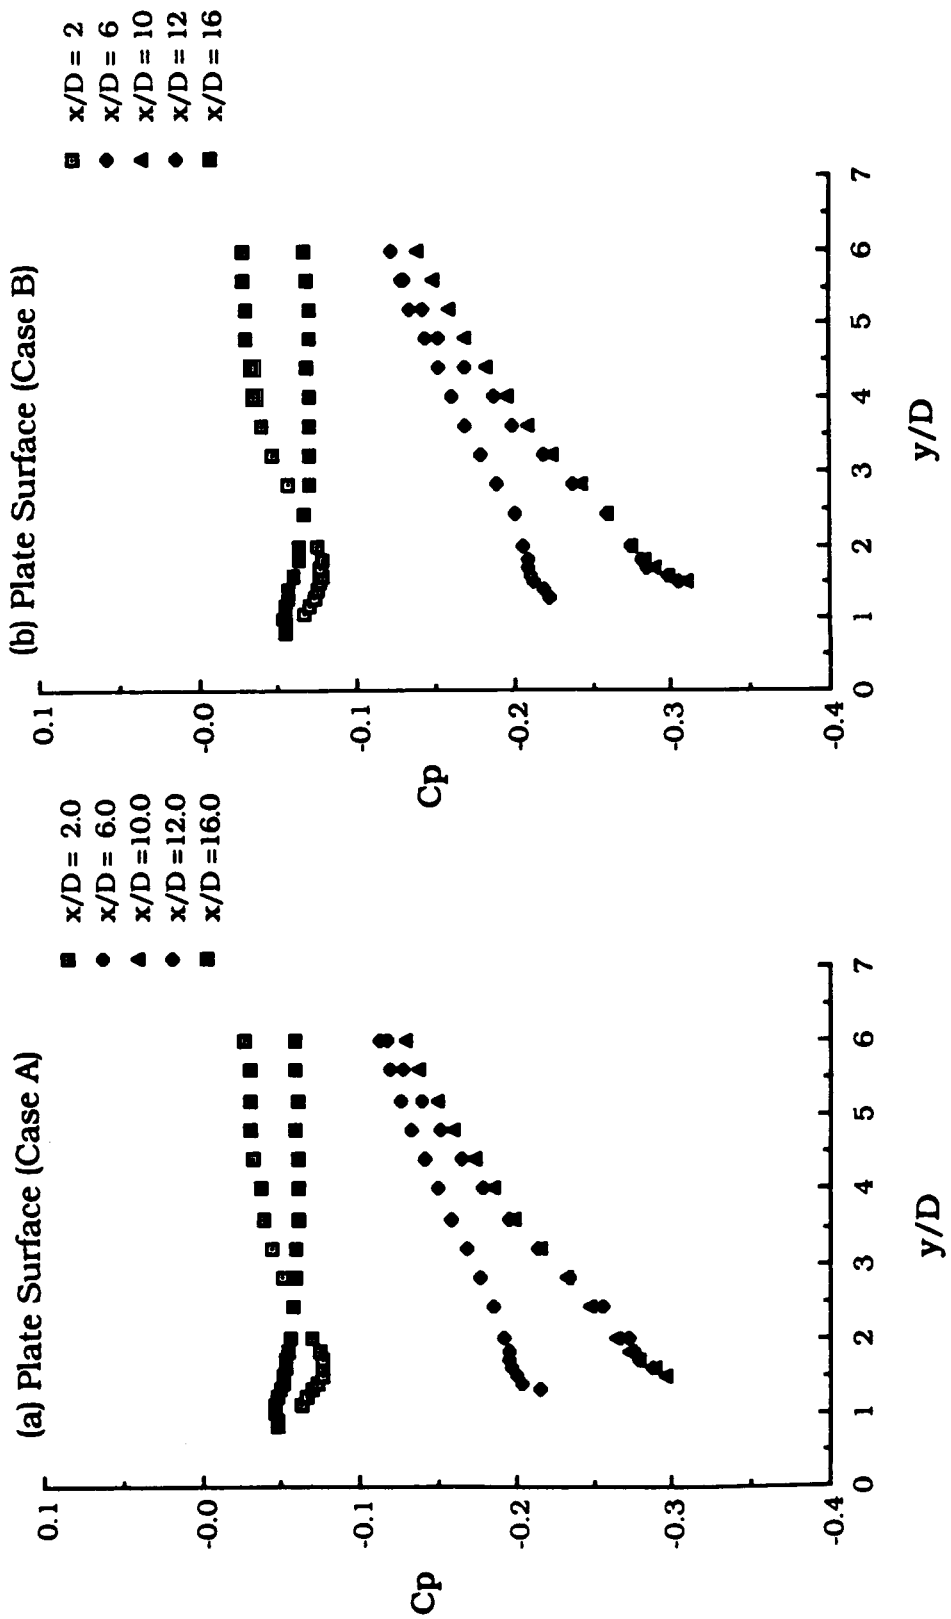 (a) Plate Surface (Case A)
x/D = 2.0
x/D = 6.0
x/D =10.0
x/D =12.0
x/D =16.0
Cp
0.1
-0.0
-0.1
-0.2
-0.3
-0.4
0 1 2 3 4 5 6 7
y/D
(b) Plate Surface (Case B)
x/D = 2
x/D = 6
x/D = 10
x/D = 12
x/D = 16
Cp
0.1
-0.0
-0.1
-0.2
-0.3
-0.4
0 1 2 3 4 5 6 7
y/D